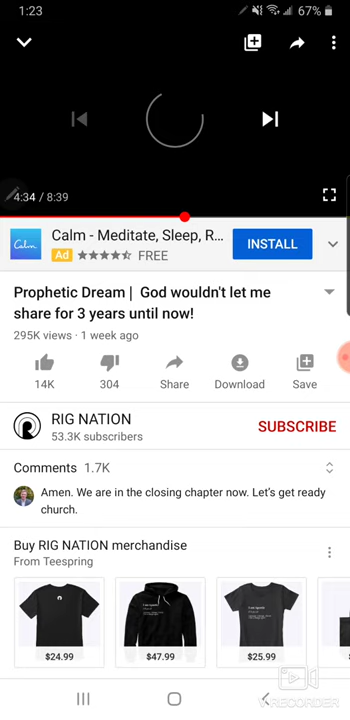 1:23
67%
4:34 / 8:39
Calm
Calm - Meditate, Sleep, R...
INSTALL
Ad
FREE
Prophetic Dream | God wouldn't let me
share for 3 years until now!
295K views · 1 week ago
14K
304
Share
Download
Save
RIG NATION
SUBSCRIBE
53.3K subscribers
Comments 1.7K
Amen. We are in the closing chapter now. Let's get ready
church.
Buy RIG NATION merchandise
From Teespring
$24.99
$47.99
$25.99
V RECORDER